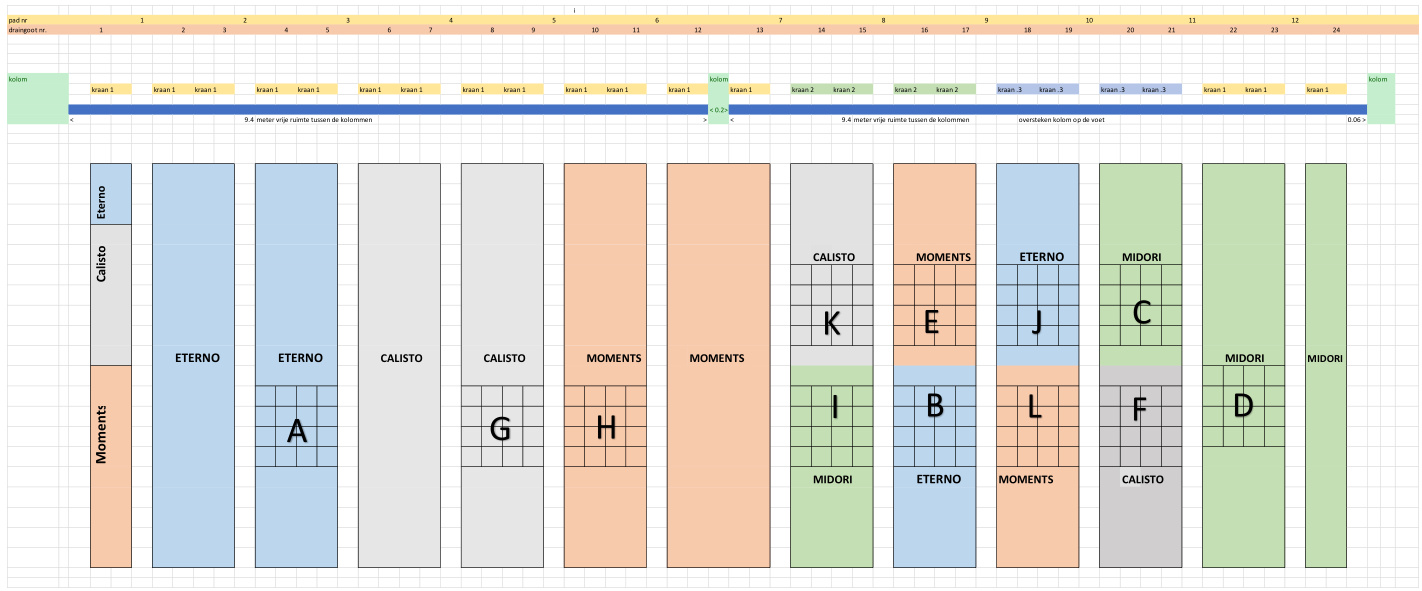 I
pad nr 1 2 3 4 5 6 7 8 9 10 11 12
draingoot nr. 1 2 3 4 5 6 7 8 9 10 11 12 13 14 15 16 17 18 19 20 21 22 23 24
kolom kolom kolom
kraan 1 kraan 1 kraan 1 kraan 1 kraan 1 kraan 1 kraan 1 kraan 1 kraan 1 kraan 1 kraan 1 kraan 1 kraan 1 kraan 2 kraan 2 kraan 2 kraan 2 kraan .3 kraan .3 kraan .3 kraan .3 kraan 1 kraan 1 kraan 1
< 0.2>
< 9.4 meter vrije ruimte tussen de kolommen > < 9.4 meter vrije ruimte tussen de kolommen oversteken kolom op de voet 0.06 >
Eterno
Calisto
CALISTO MOMENTS ETERNO MIDORI
K E J C
ETERNO ETERNO CALISTO CALISTO MOMENTS MOMENTS MIDORI MIDORI
Moments
A G H I B L F D
MIDORI ETERNO MOMENTS CALISTO